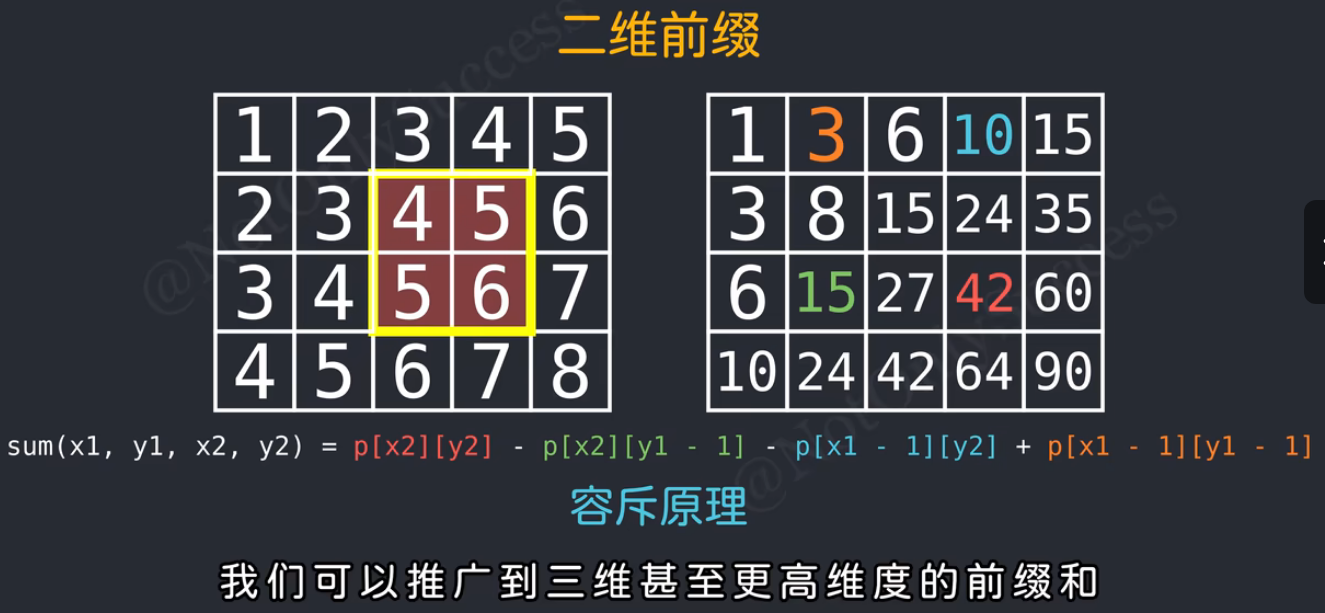 二维前缀
1 2 3 4 5 1 3 6 10 15
2 3 4 5 6 3 8 15 24 35
3 4 5 6 7 6 15 27 42 60
4 5 6 7 8 10 24 42 64 90
sum(x1, y1, x2, y2) = p[x2][y2] - p[x2][y1 - 1] - p[x1 - 1][y2] + p[x1 - 1][y1 - 1]
容斥原理
我们可以推广到三维甚至更高维度的前缀和
@NotOnlySuccess
@NotOnlySuccess